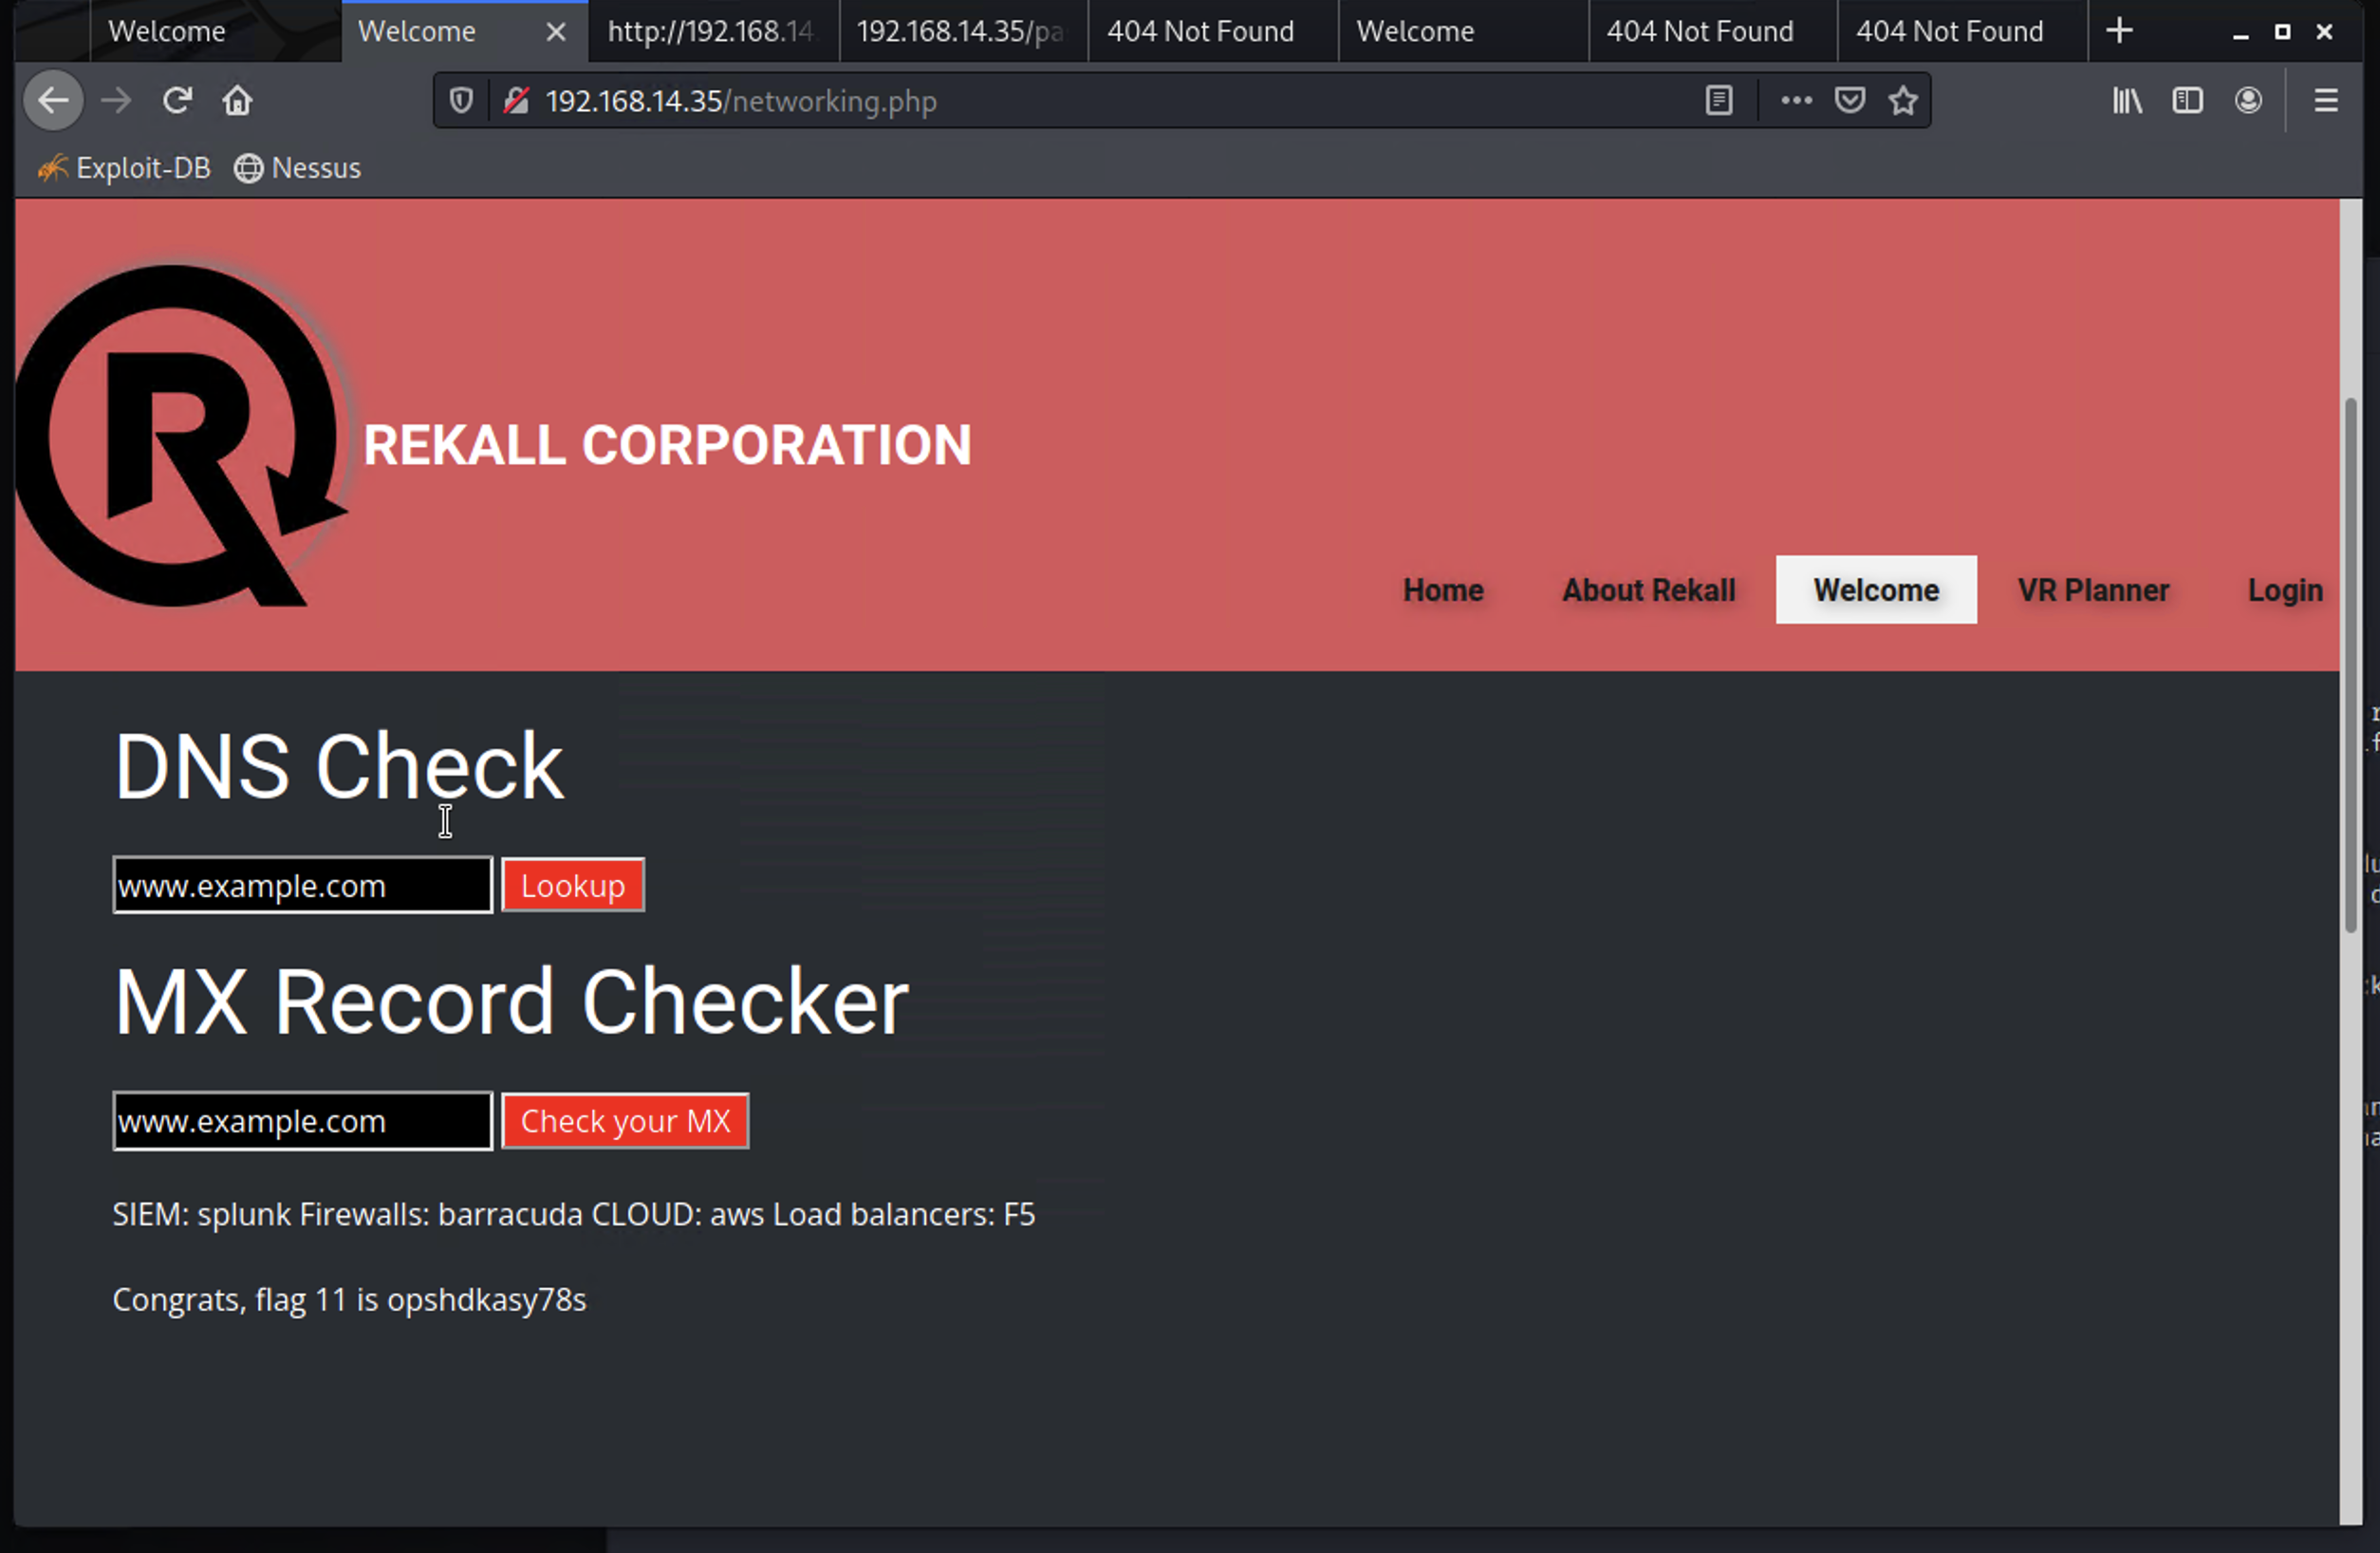 Welcome Welcome http://192.168.14. 192.168.14.35/pa 404 Not Found Welcome 404 Not Found 404 Not Found
192.168.14.35/networking.php
Exploit-DB Nessus
R
REKALL CORPORATION
Home About Rekall Welcome VR Planner Login
DNS Check
www.example.com Lookup
MX Record Checker
www.example.com Check your MX
SIEM: splunk Firewalls: barracuda CLOUD: aws Load balancers: F5
Congrats, flag 11 is opshdkasy78s